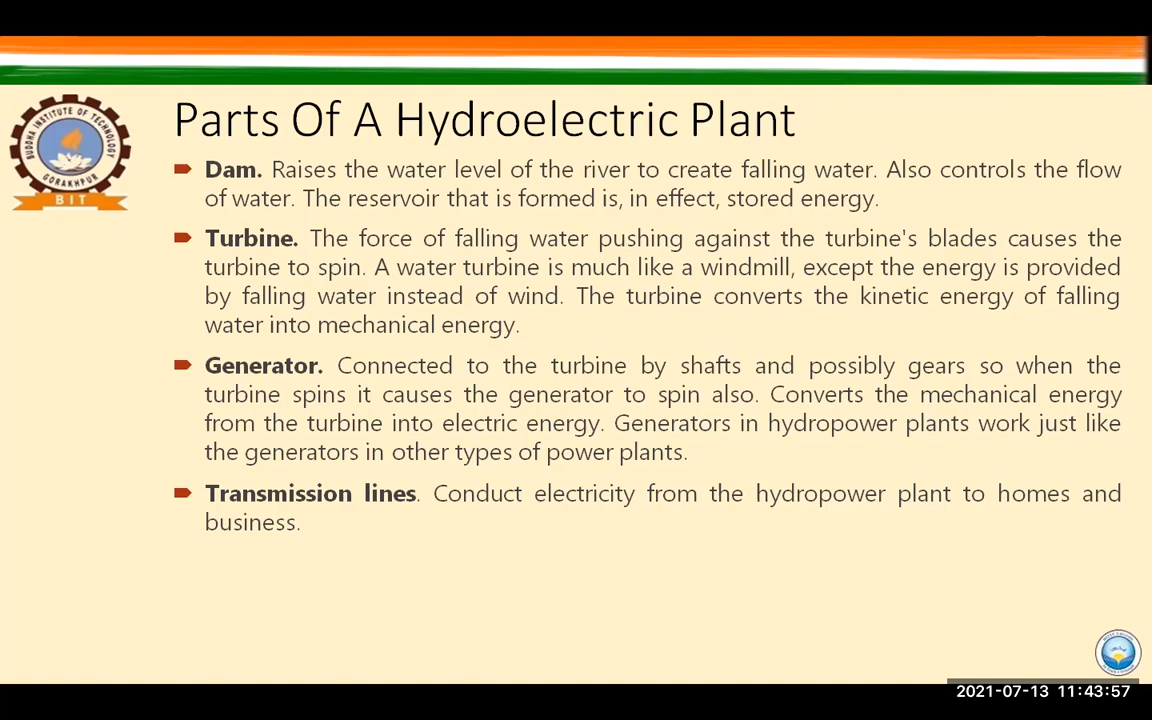 Parts Of A Hydroelectric Plant
BUDDHA INSTITUTE OF TECHNOLOGY
GORAKHPUR
BIT
Dam. Raises the water level of the river to create falling water. Also controls the flow
of water. The reservoir that is formed is, in effect, stored energy.
Turbine. The force of falling water pushing against the turbine's blades causes the
turbine to spin. A water turbine is much like a windmill, except the energy is provided
by falling water instead of wind. The turbine converts the kinetic energy of falling
water into mechanical energy.
Generator. Connected to the turbine by shafts and possibly gears so when the
turbine spins it causes the generator to spin also. Converts the mechanical energy
from the turbine into electric energy. Generators in hydropower plants work just like
the generators in other types of power plants.
Transmission lines. Conduct electricity from the hydropower plant to homes and
business.
2021-07-13 11:43:57